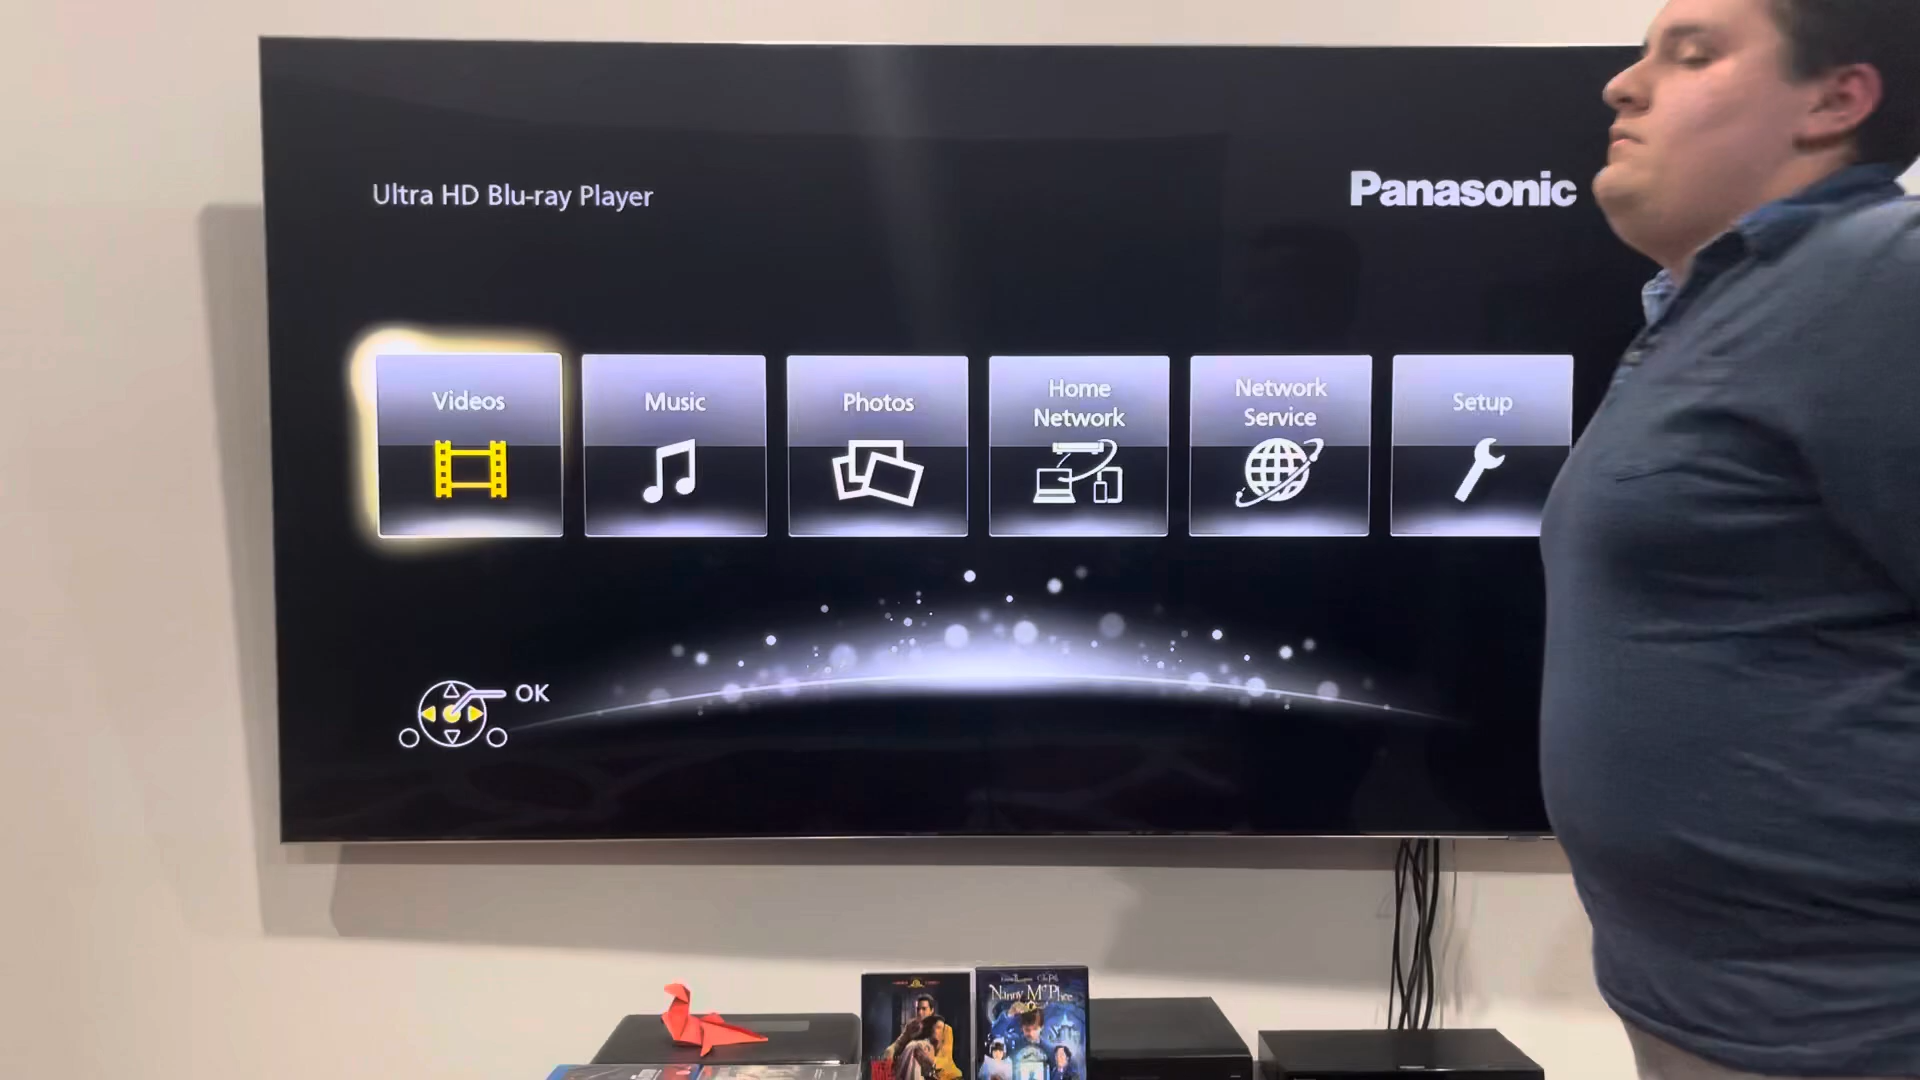 Ultra HD Blu-ray Player
Panasonic
Videos
Music
Photos
Home
Network
Network
Service
Setup
OK
Nanny McPhee